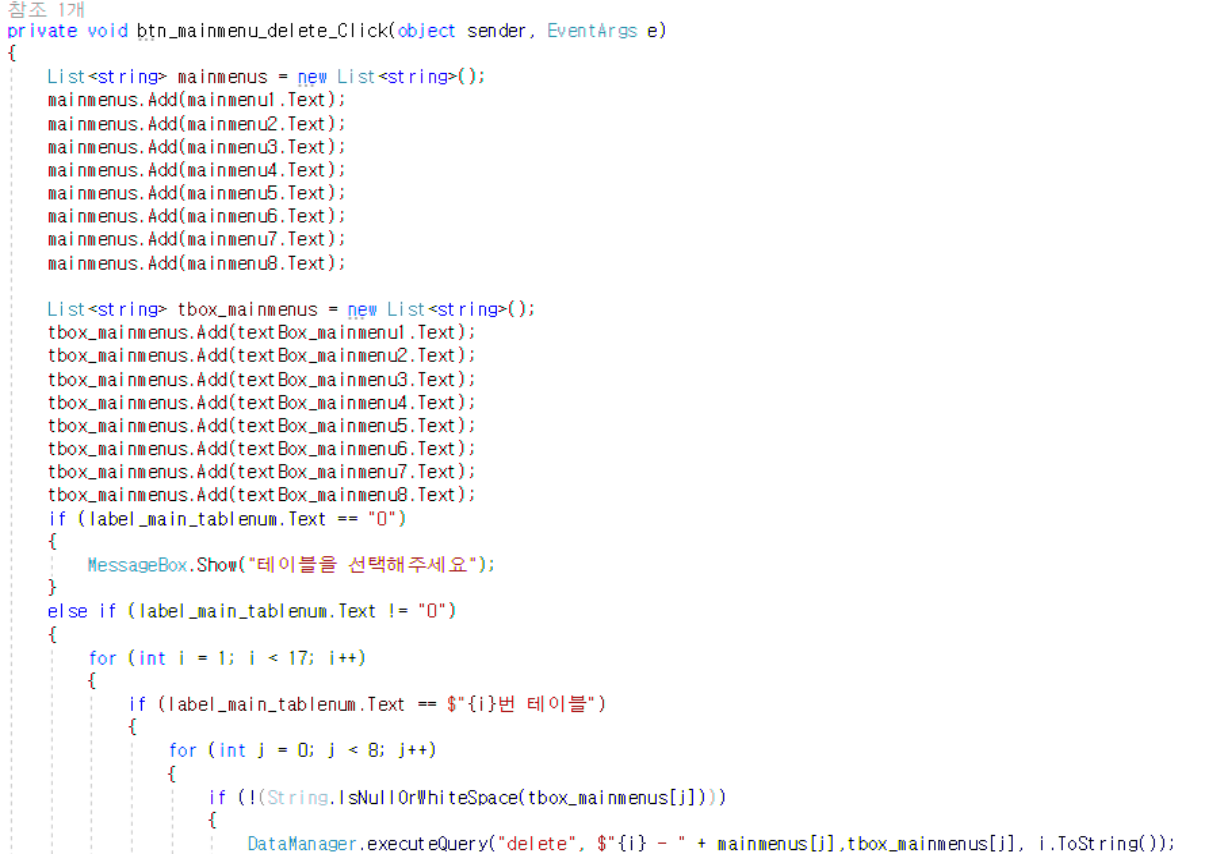 참조 1개
private void btn_mainmenu_delete_Click(object sender, EventArgs e)
{
List<string> mainmenus = new List<string>();
mainmenus.Add(mainmenu1.Text);
mainmenus.Add(mainmenu2.Text);
mainmenus.Add(mainmenu3.Text);
mainmenus.Add(mainmenu4.Text);
mainmenus.Add(mainmenu5.Text);
mainmenus.Add(mainmenu6.Text);
mainmenus.Add(mainmenu7.Text);
mainmenus.Add(mainmenu8.Text);
List<string> tbox_mainmenus = new List<string>();
tbox_mainmenus.Add(textBox_mainmenu1.Text);
tbox_mainmenus.Add(textBox_mainmenu2.Text);
tbox_mainmenus.Add(textBox_mainmenu3.Text);
tbox_mainmenus.Add(textBox_mainmenu4.Text);
tbox_mainmenus.Add(textBox_mainmenu5.Text);
tbox_mainmenus.Add(textBox_mainmenu6.Text);
tbox_mainmenus.Add(textBox_mainmenu7.Text);
tbox_mainmenus.Add(textBox_mainmenu8.Text);
if (label_main_tablenum.Text == "0")
{
MessageBox.Show("테이블을 선택해주세요");
}
else if (label_main_tablenum.Text != "0")
{
for (int i = 1; i < 17; i++)
{
if (label_main_tablenum.Text == $"{i}번 테이블")
{
for (int j = 0; j < 8; j++)
{
if (!(String.IsNullOrWhiteSpace(tbox_mainmenus[j])))
{
DataManager.executeQuery("delete", $"{i} - " + mainmenus[j],tbox_mainmenus[j], i.ToString());